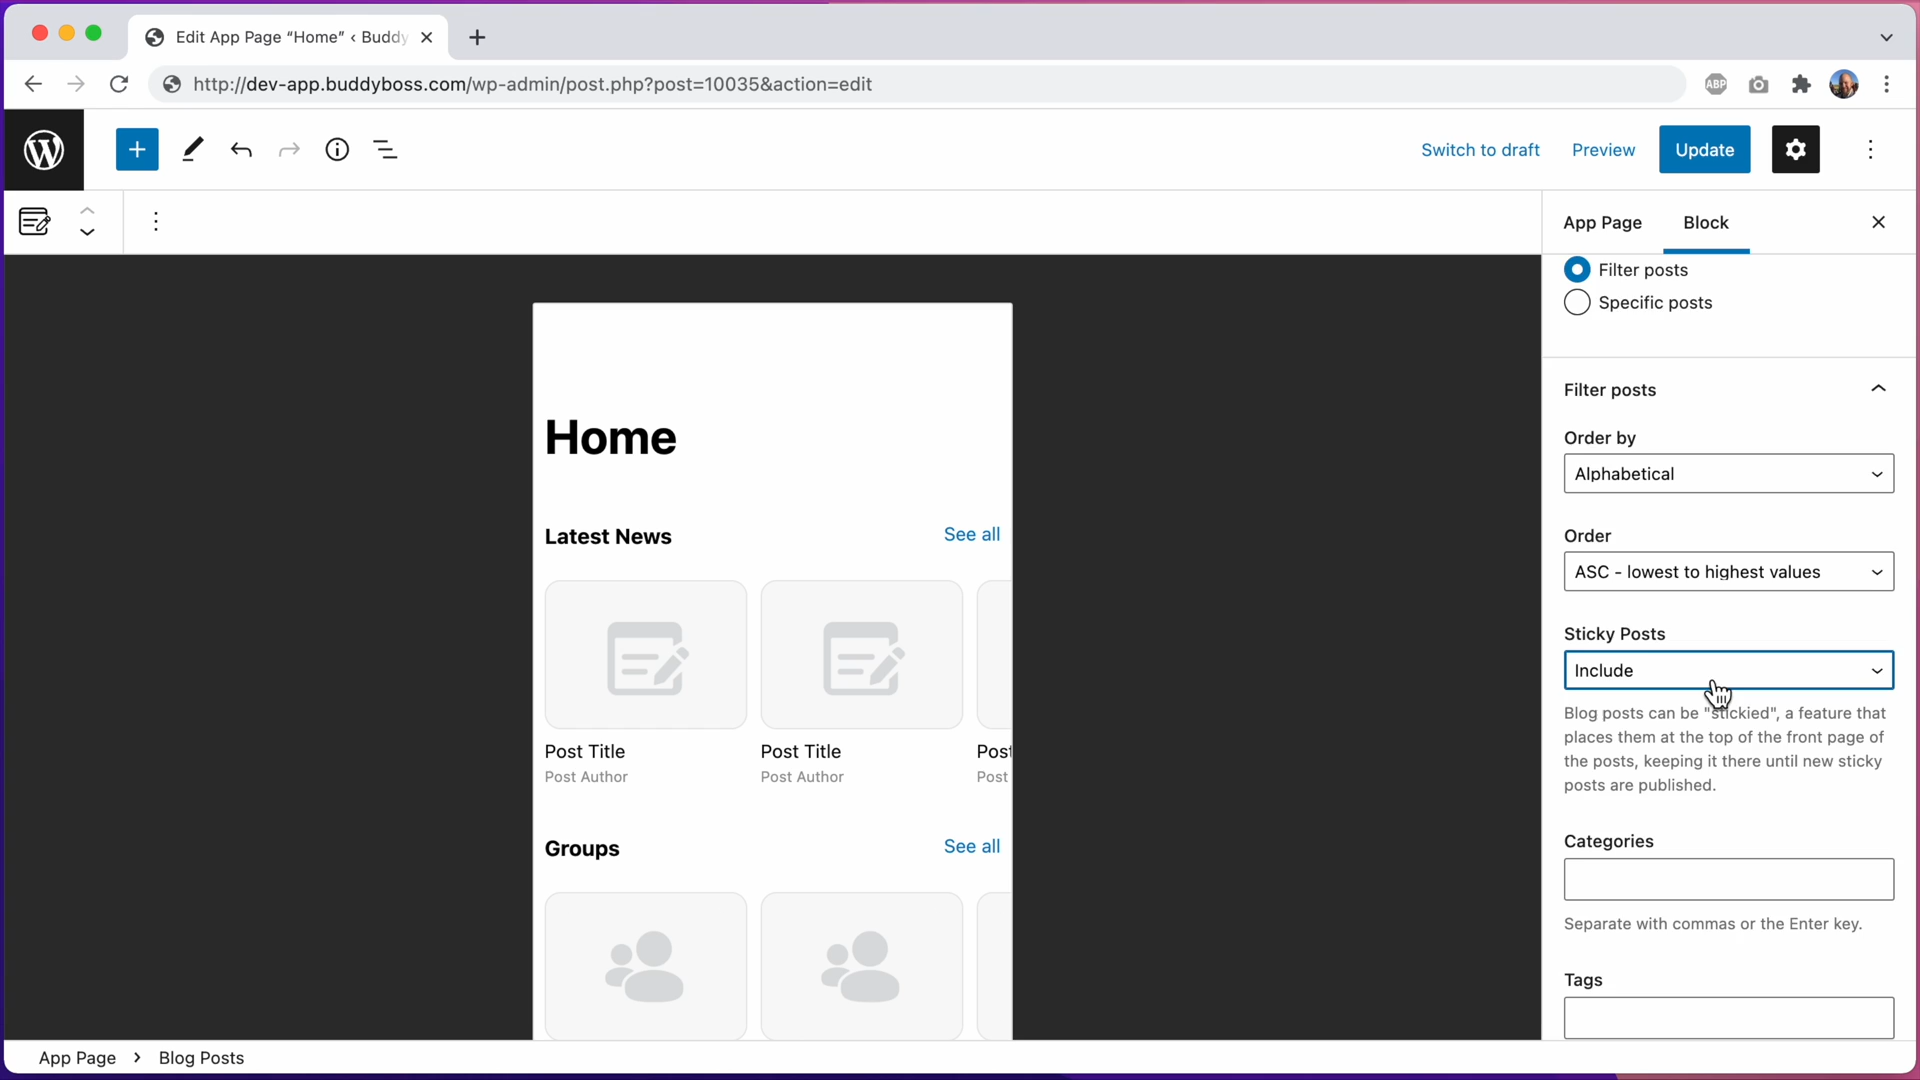 Edit App Page “Home” ‹ Buddy
http://dev-app.buddyboss.com/wp-admin/post.php?post=10035&action=edit
ABP
Switch to draft
Preview
Update
App Page
Block
Filter posts
Specific posts
Filter posts
Order by
Alphabetical
Order
ASC - lowest to highest values
Sticky Posts
Include
Blog posts can be "stickied", a feature that
places them at the top of the front page of
the posts, keeping it there until new sticky
posts are published.
Categories
Separate with commas or the Enter key.
Tags
Home
Latest News
See all
Post Title
Post Title
Post
Post Author
Post Author
Post
Groups
See all
App Page
Blog Posts